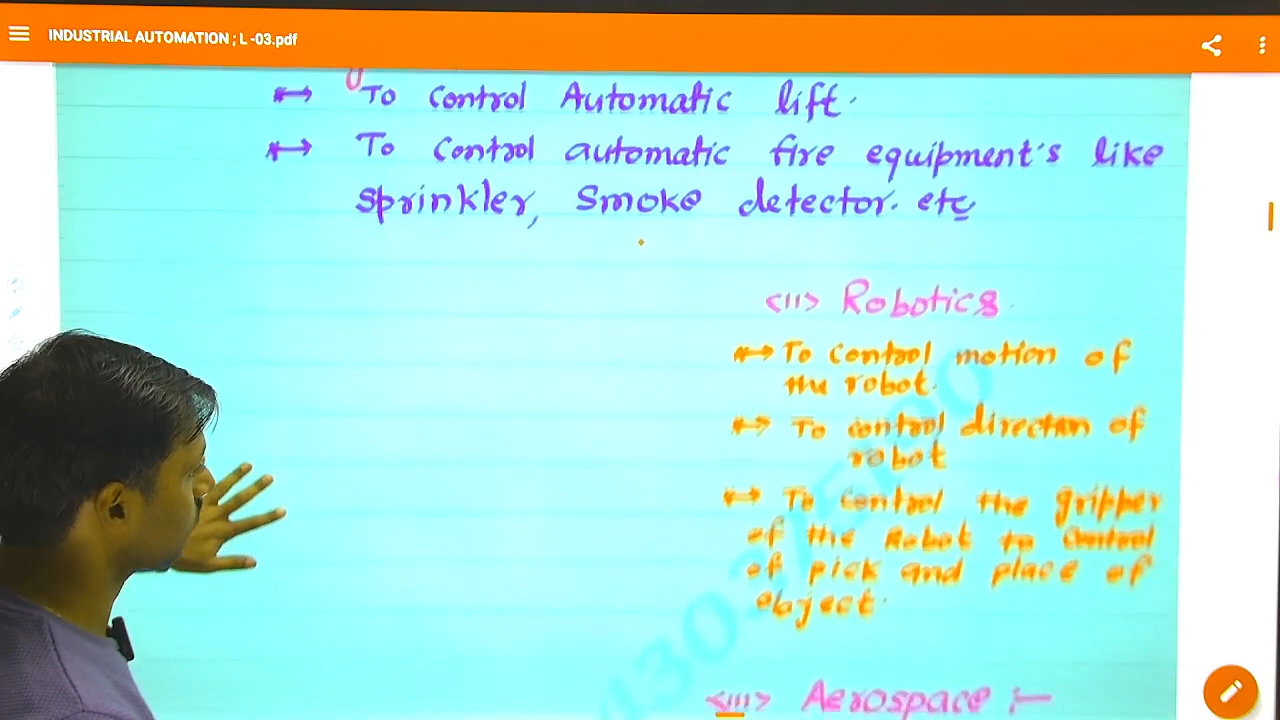 INDUSTRIAL AUTOMATION ; L -03.pdf
↦ To Control Automatic lift.
↦ To Control automatic fire equipment's like
sprinkler, Smoke detector. etc
<II> Robotics
↦ To Control motion of
the robot.
↦ To control direction of
robot
↦ To Control the gripper
of the Robot to Control
of pick and place of
object.
<III> Aerospace :-